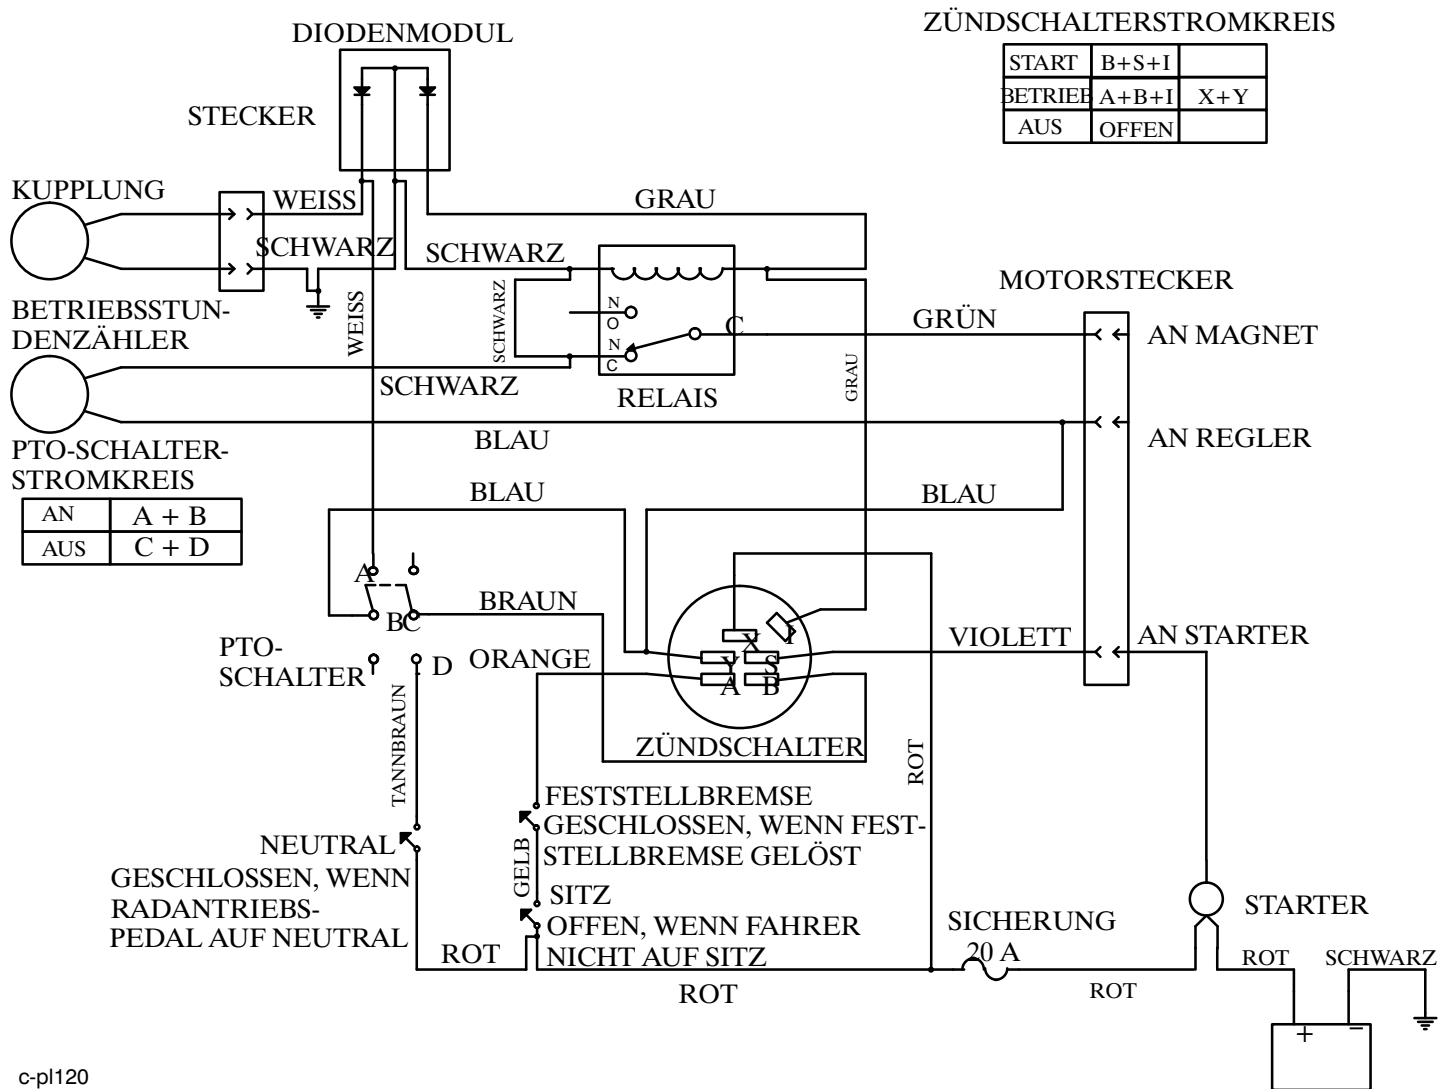 ZÜNDSCHALTERSTROMKREIS
START B+S+I
BETRIEB A+B+I X+Y
AUS OFFEN
DIODENMODUL
STECKER
KUPPLUNG
WEISS
GRAU
SCHWARZ
SCHWARZ
BETRIEBSSTUN-
DENZÄHLER
WEISS
SCHWARZ
N
O
N
C
C
GRÜN
MOTORSTECKER
AN MAGNET
SCHWARZ
RELAIS
GRAU
BLAU
AN REGLER
PTO-SCHALTER-
STROMKREIS
AN A + B
AUS C + D
BLAU
BLAU
A
BC
BRAUN
PTO-
SCHALTER
D
ORANGE
X
I
Y
S
A
B
VIOLETT
AN STARTER
ZÜNDSCHALTER
TANNBRAUN
ROT
FESTSTELLBREMSE
GESCHLOSSEN, WENN FEST-
STELLBREMSE GELÖST
NEUTRAL
GESCHLOSSEN, WENN
RADANTRIEBS-
PEDAL AUF NEUTRAL
GELB
SITZ
OFFEN, WENN FAHRER
NICHT AUF SITZ
ROT
ROT
SICHERUNG
20 A
ROT
STARTER
ROT
SCHWARZ
+ −
c-pl120